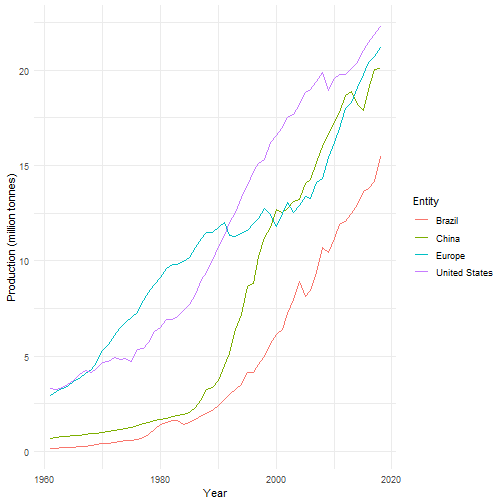 20
15
10
5
0
Production (million tonnes)
1960
1980
2000
2020
Year
Entity
Brazil
China
Europe
United States